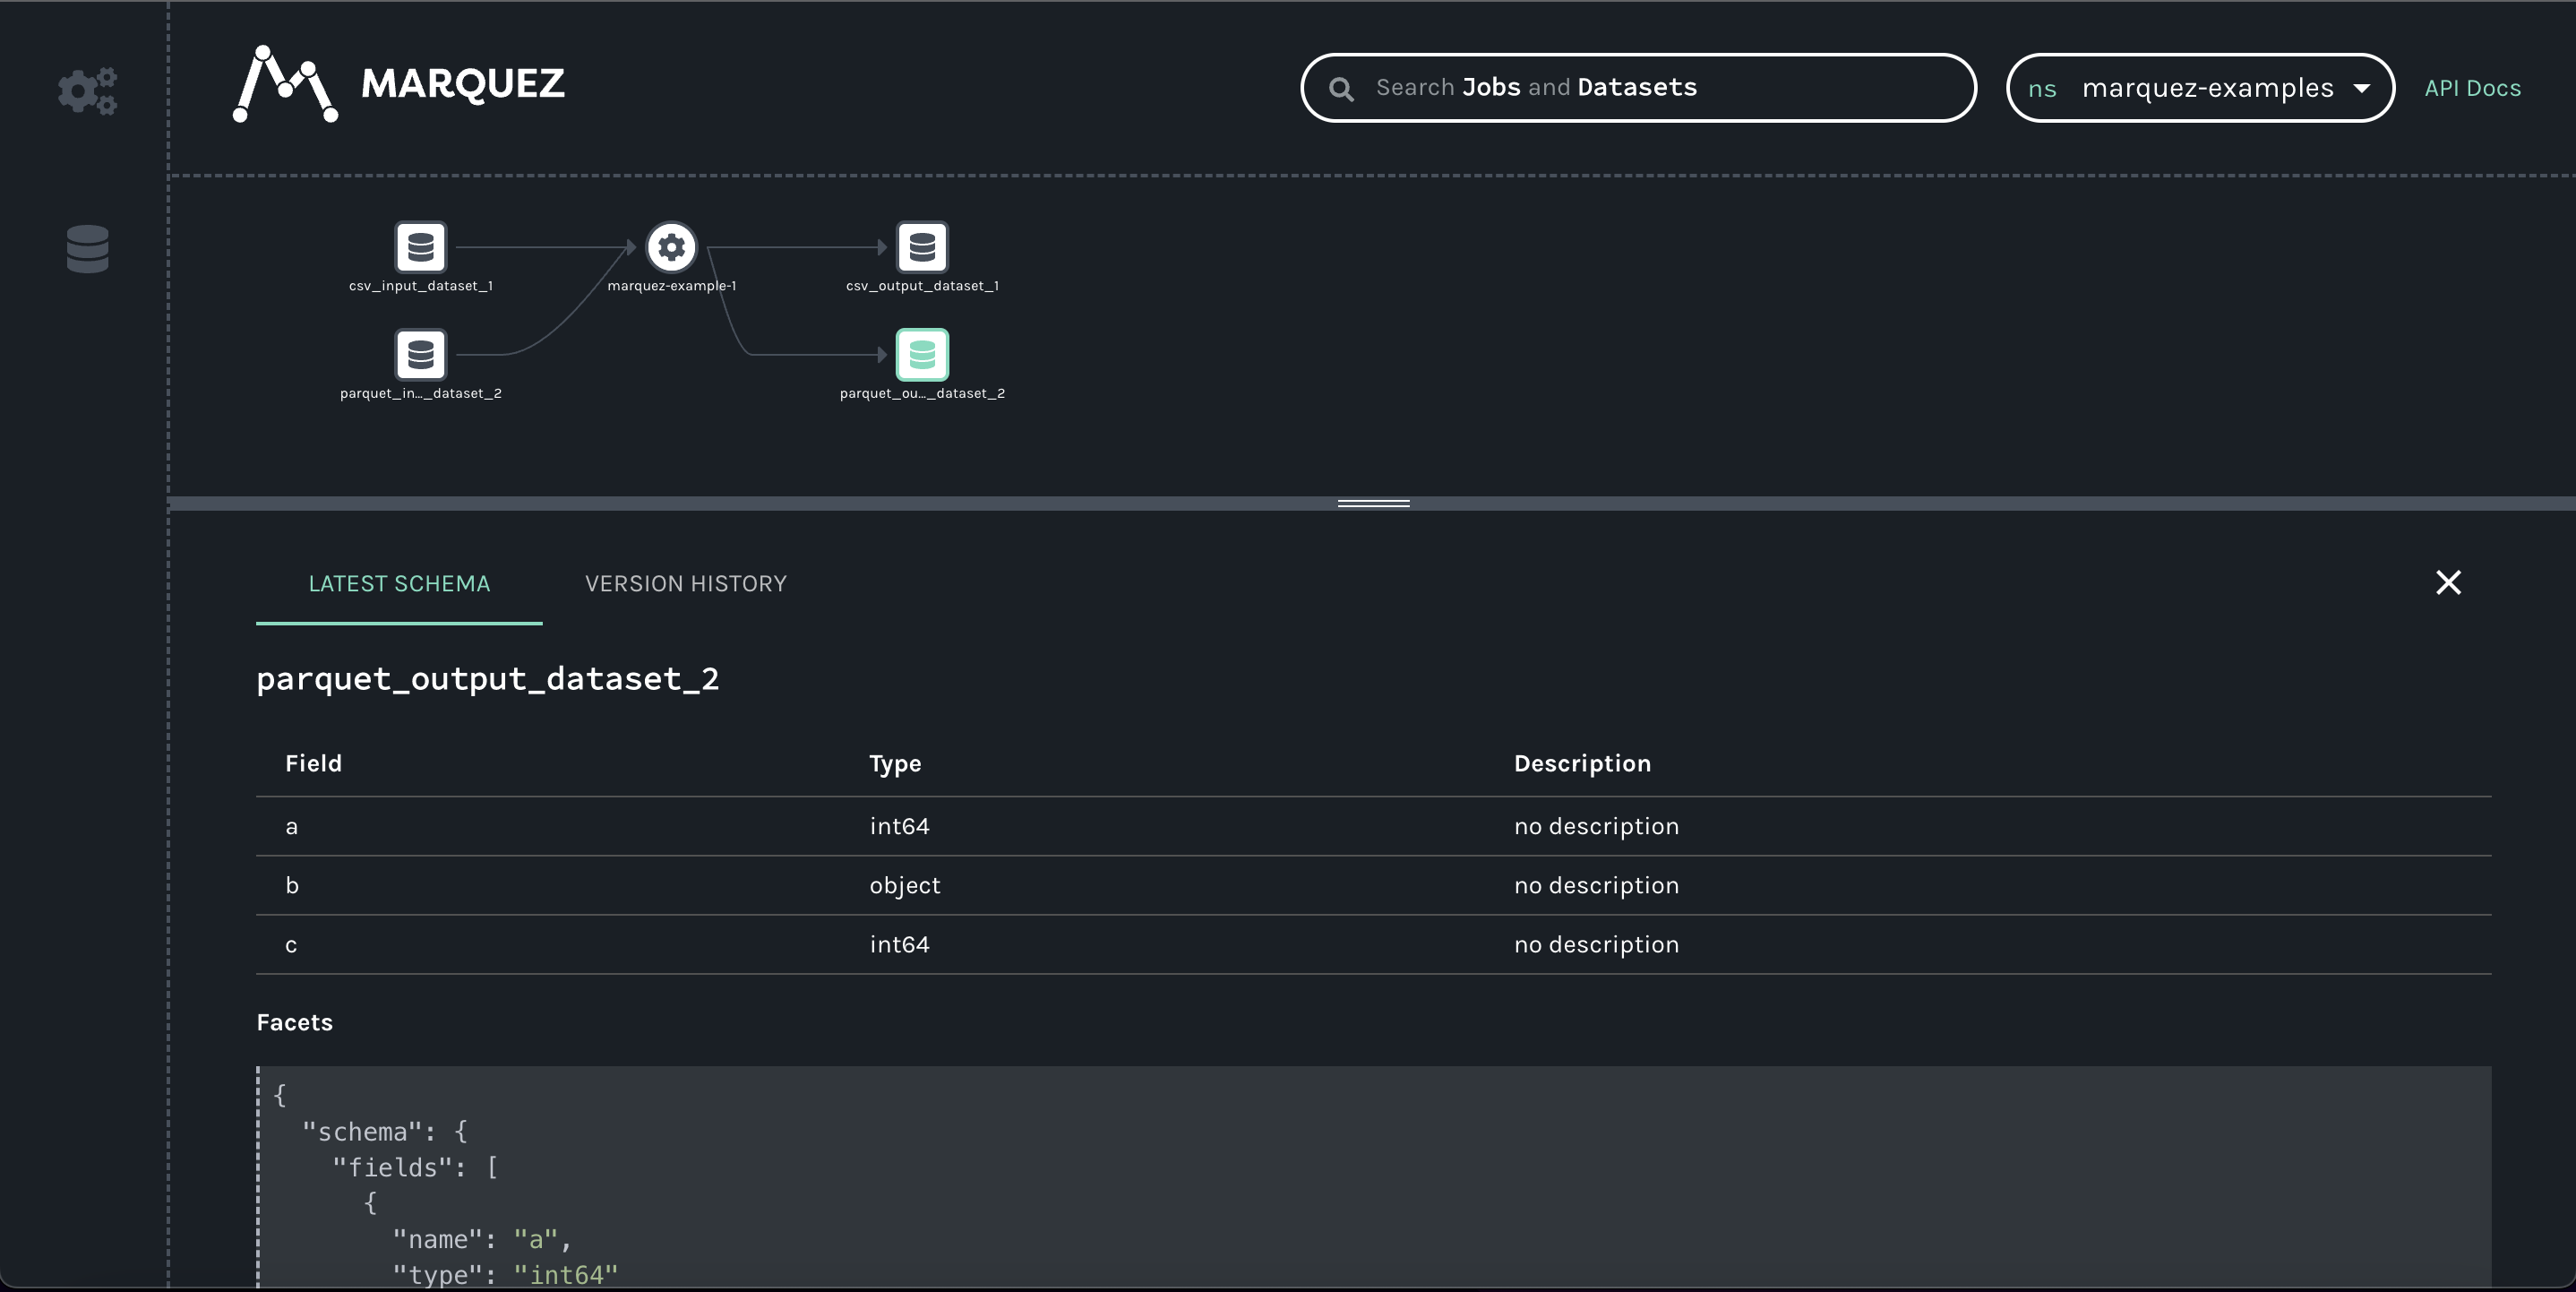 MARQUEZ
Search Jobs and Datasets
ns marquez-examples
API Docs
csv_input_dataset_1
marquez-example-1
csv_output_dataset_1
parquet_in..._dataset_2
parquet_ou..._dataset_2
LATEST SCHEMA
VERSION HISTORY
parquet_output_dataset_2
Field Type Description
a int64 no description
b object no description
c int64 no description
Facets
{
"schema": {
"fields": [
{
"name": "a",
"type": "int64"